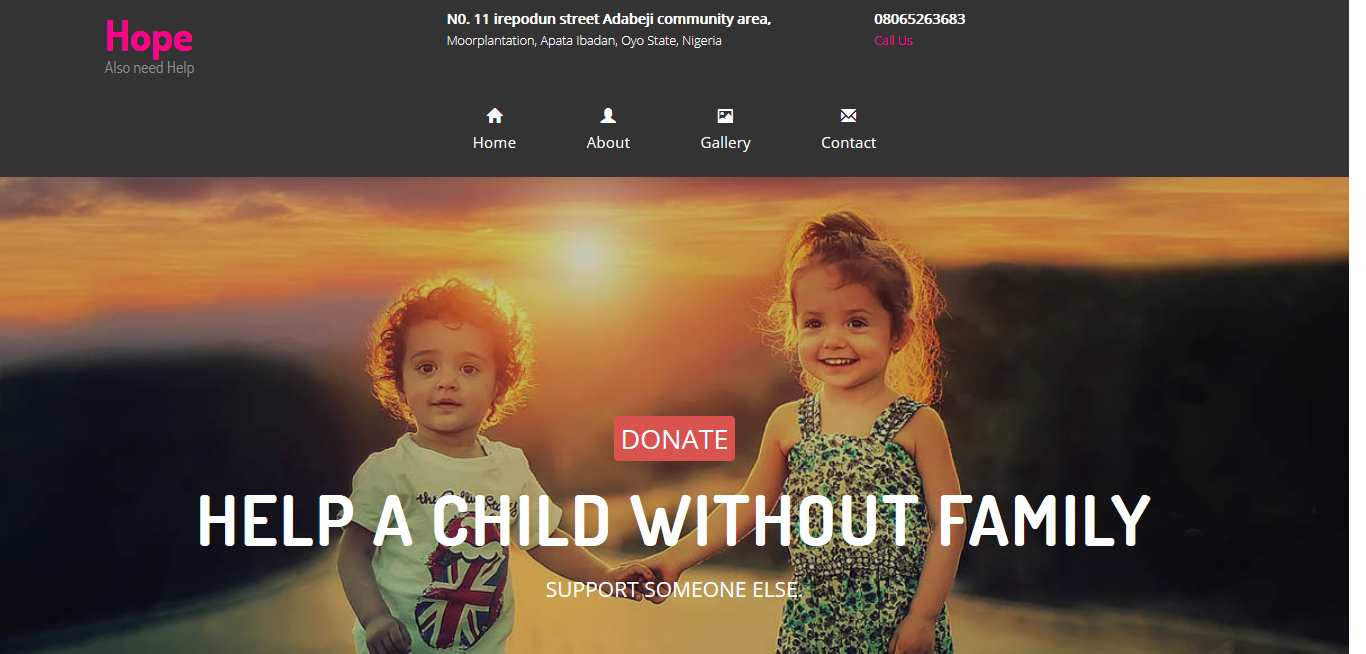 Hope
Also need Help
N0. 11 irepodun street Adabeji community area,
Moorplantation, Apata Ibadan, Oyo State, Nigeria
08065263683
Call Us
Home
About
Gallery
Contact
DONATE
HELP A CHILD WITHOUT FAMILY
SUPPORT SOMEONE ELSE.